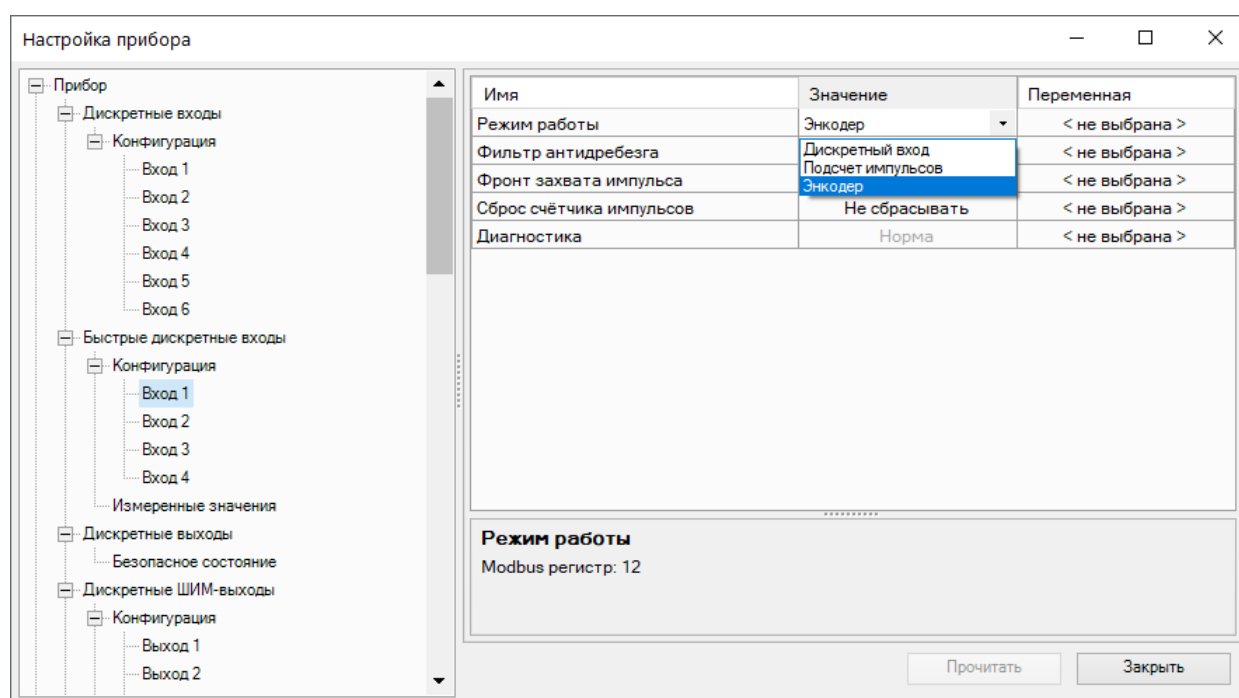 Настройка прибора
Прибор
Дискретные входы
Конфигурация
Вход 1
Вход 2
Вход 3
Вход 4
Вход 5
Вход 6
Быстрые дискретные входы
Конфигурация
Вход 1
Вход 2
Вход 3
Вход 4
Измеренные значения
Дискретные выходы
Безопасное состояние
Дискретные ШИМ-выходы
Конфигурация
Выход 1
Выход 2
Имя Значение Переменная
Режим работы Энкодер < не выбрана >
Фильтр антидребезга Дискретный вход < не выбрана >
Подсчет импульсов
Фронт захвата импульса Энкодер < не выбрана >
Сброс счётчика импульсов Не сбрасывать < не выбрана >
Диагностика Норма < не выбрана >
Режим работы
Modbus регистр: 12
Прочитать Закрыть